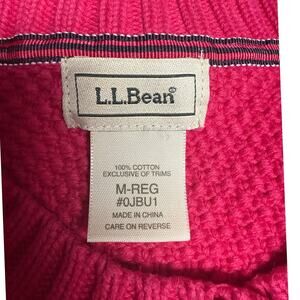 L.L.Bean®
100% COTTON
EXCLUSIVE OF TRIMS
M-REG
#0JBU1
MADE IN CHINA
CARE ON REVERSE